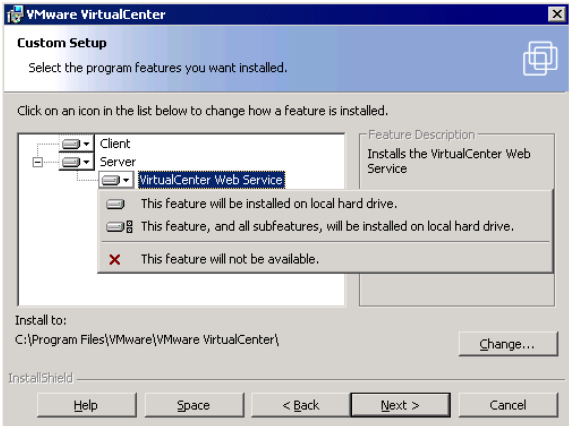 VMware VirtualCenter
Custom Setup
Select the program features you want installed.
Click on an icon in the list below to change how a feature is installed.
Client
Server
VirtualCenter Web Service
Feature Description
Installs the VirtualCenter Web
Service
This feature will be installed on local hard drive.
This feature, and all subfeatures, will be installed on local hard drive.
This feature will not be available.
Install to:
C:\Program Files\VMware\VMware VirtualCenter\
Change...
InstallShield
Help
Space
< Back
Next >
Cancel